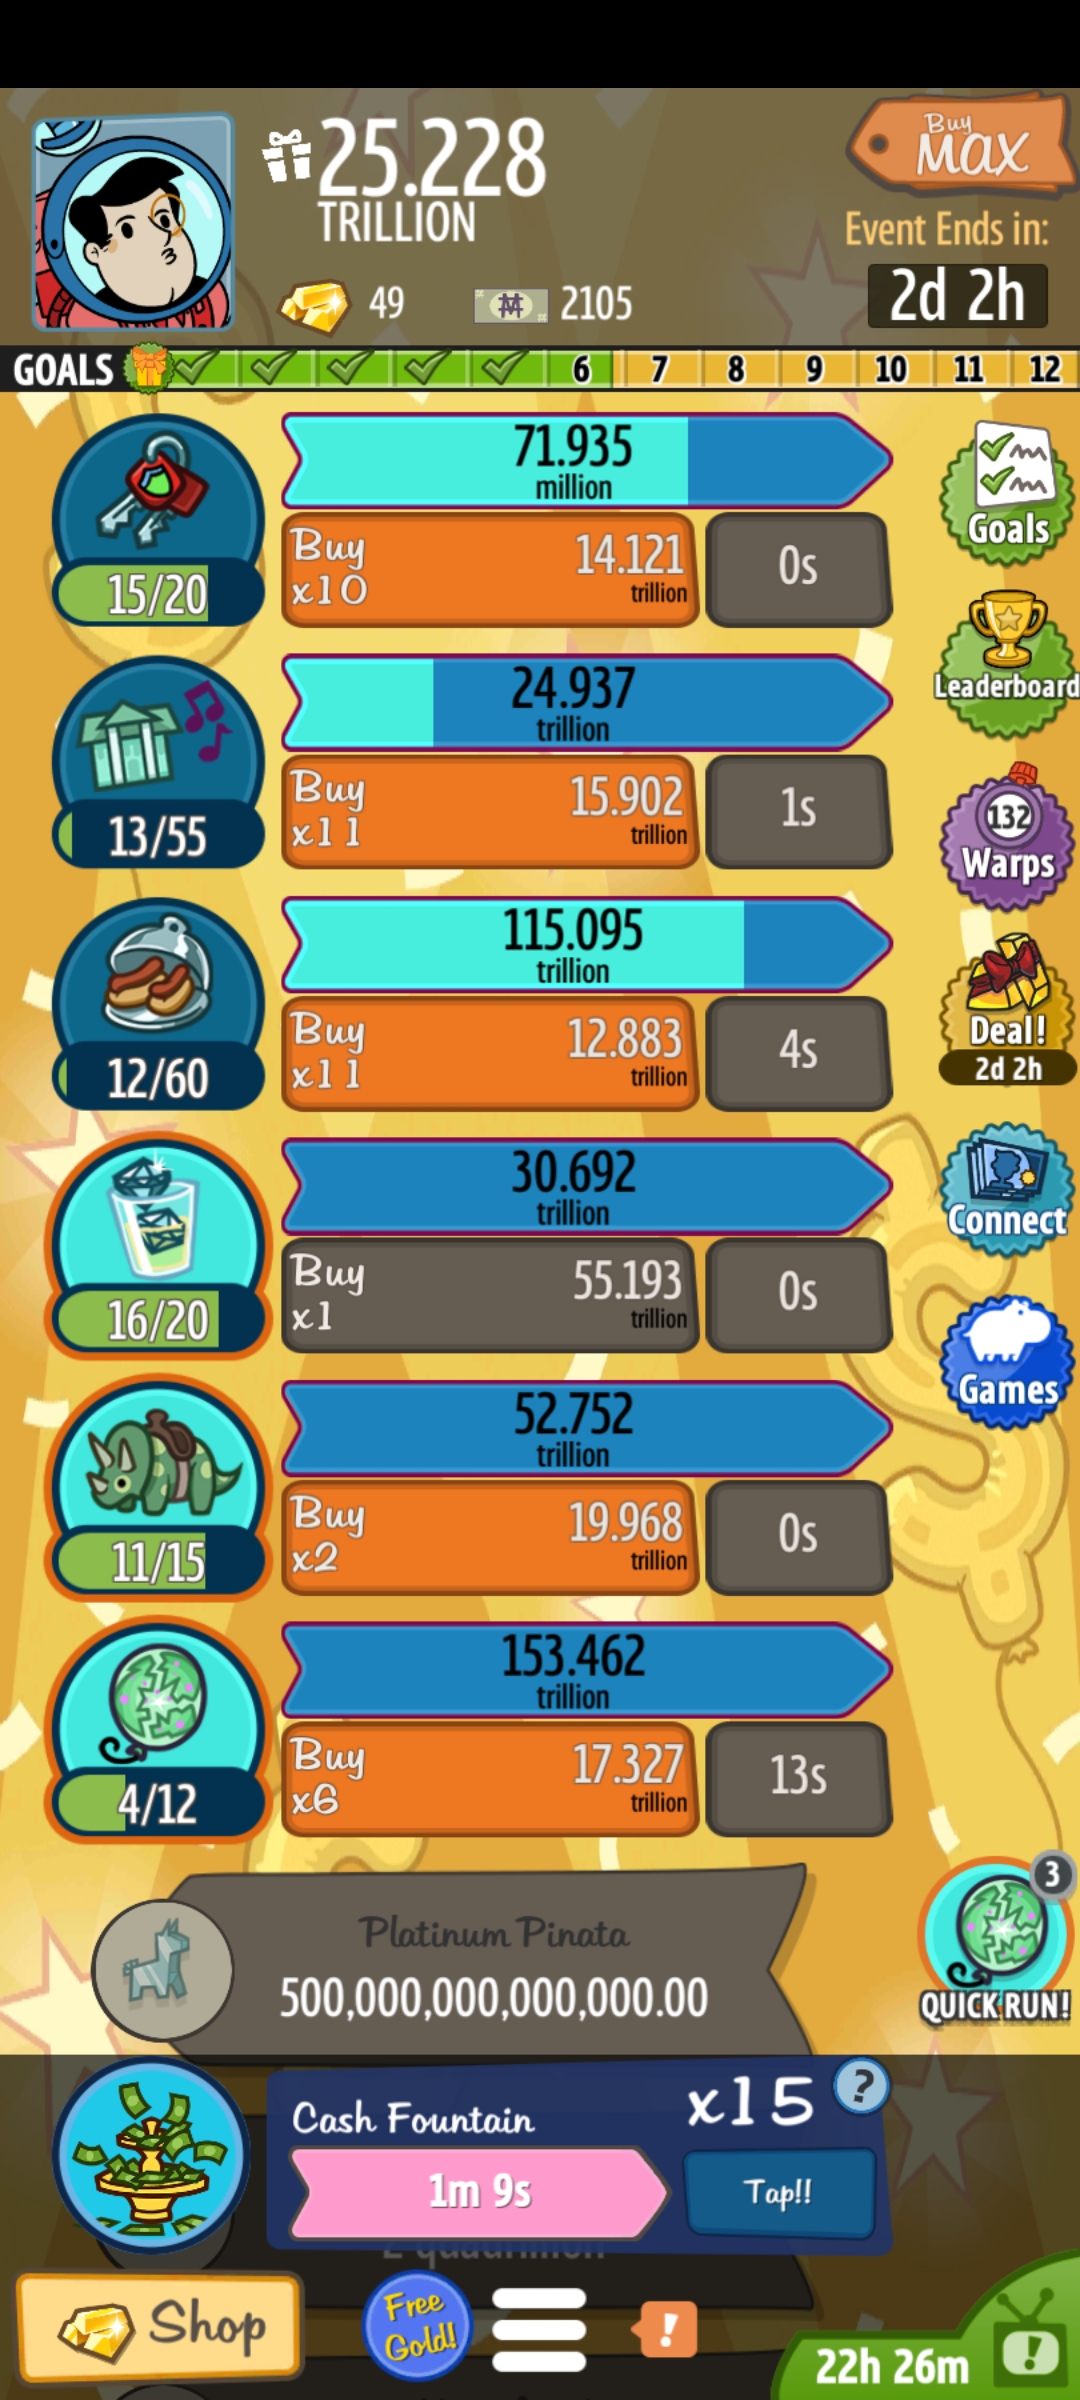 25.228
TRILLION
Buy
MAX
Event Ends in:
2d 2h
49
2105
GOALS 6 7 8 9 10 11 12
71.935
million
Buy
x10
14.121
trillion
0s
15/20
Goals
24.937
trillion
Buy
x11
15.902
trillion
1s
13/55
Leaderboard
132
Warps
115.095
trillion
Buy
x11
12.883
trillion
4s
12/60
Deal!
2d 2h
30.692
trillion
Buy
x1
55.193
trillion
0s
16/20
Connect
52.752
trillion
Buy
x2
19.968
trillion
0s
11/15
Games
153.462
trillion
Buy
x6
17.327
trillion
13s
4/12
Platinum Pinata
500,000,000,000,000.00
3
QUICK RUN!
Cash Fountain
x15
?
1m 9s
Tap!!
Shop
Free
Gold!
!
22h 26m
!